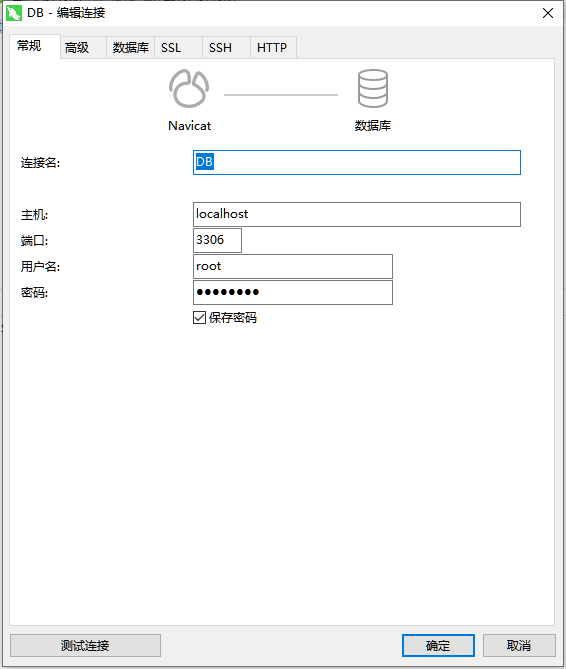 DB - 编辑连接
常规 高级 数据库 SSL SSH HTTP
Navicat 数据库
连接名: DB
主机: localhost
端口: 3306
用户名: root
密码: ●●●●●●●●
保存密码
测试连接 确定 取消